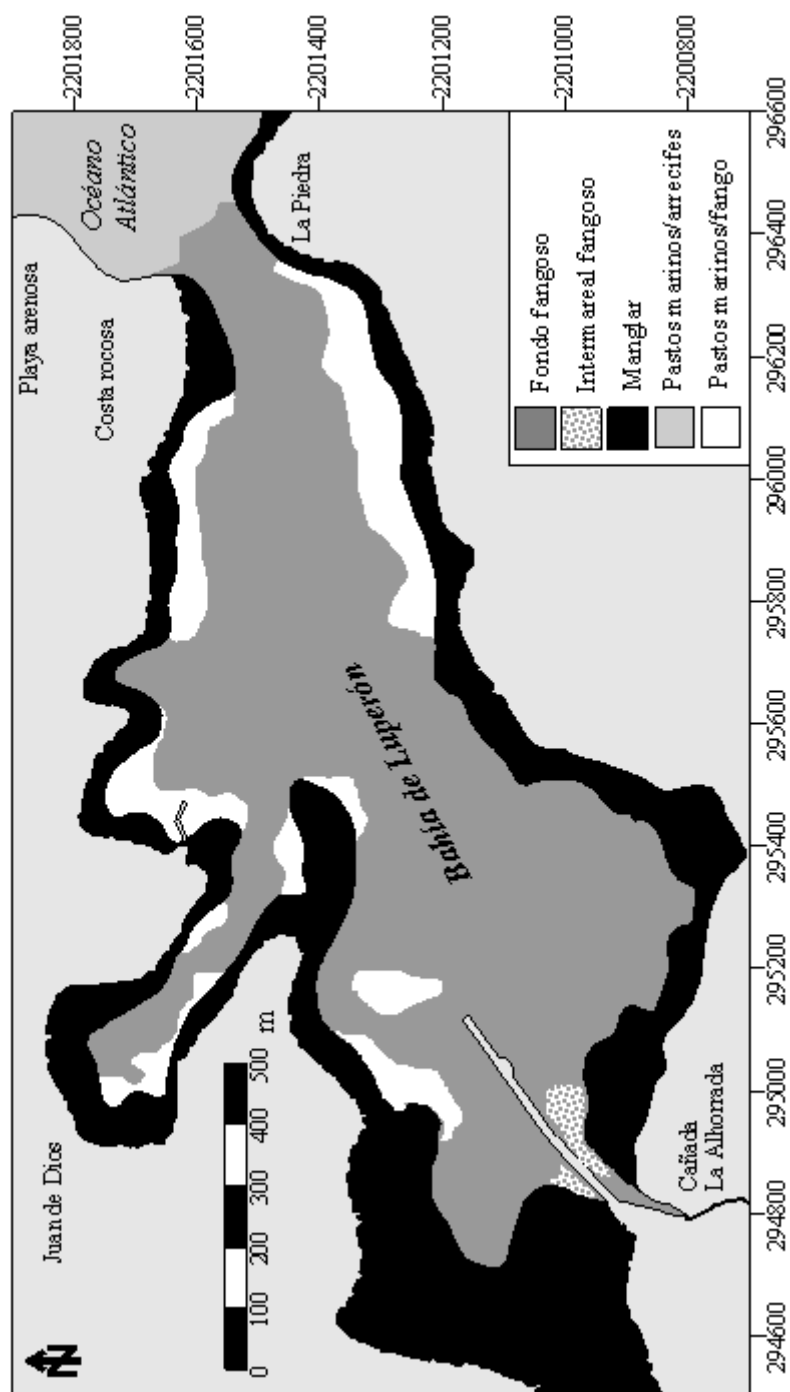 N
Juan de Dios
Playa arenosa
Costa rocosa
Océano
Atlántico
La Piedra
Bahía de Luperón
Cañada
La Alhorrada
0 100 200 300 400 500 m
Fondo fangoso
Intermareal fangoso
Manglar
Pastos marinos/arrecifes
Pastos marinos/fango
2201800
2201600
2201400
2201200
2201000
2200800
294600 294800 295000 295200 295400 295600 295800 296000 296200 296400 296600